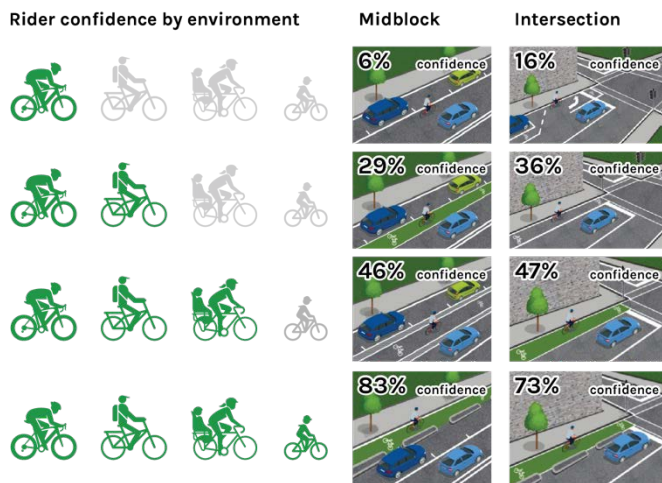 Rider confidence by environment
Midblock
Intersection
6% confidence
16% confidence
29% confidence
36% confidence
46% confidence
47% confidence
83% confidence
73% confidence